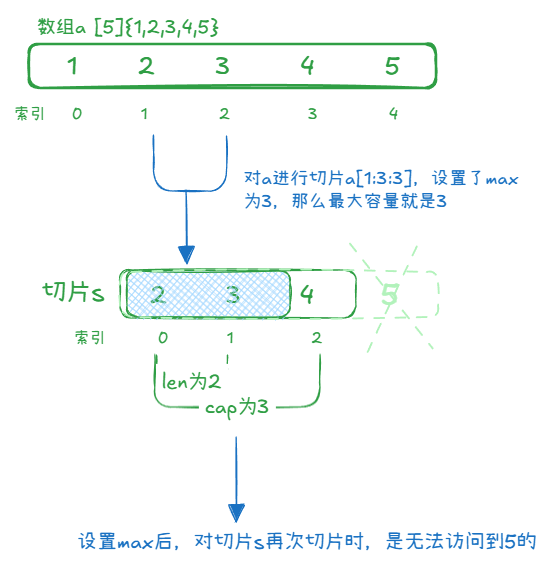 数组a [5]{1,2,3,4,5}
1 2 3 4 5
索引 0 1 2 3 4
对a进行切片a[1:3:3]，设置了max
为3，那么最大容量就是3
切片s 2 3 4 5
索引 0 1 2
len为2
cap为3
设置max后，对切片s再次切片时，是无法访问到5的